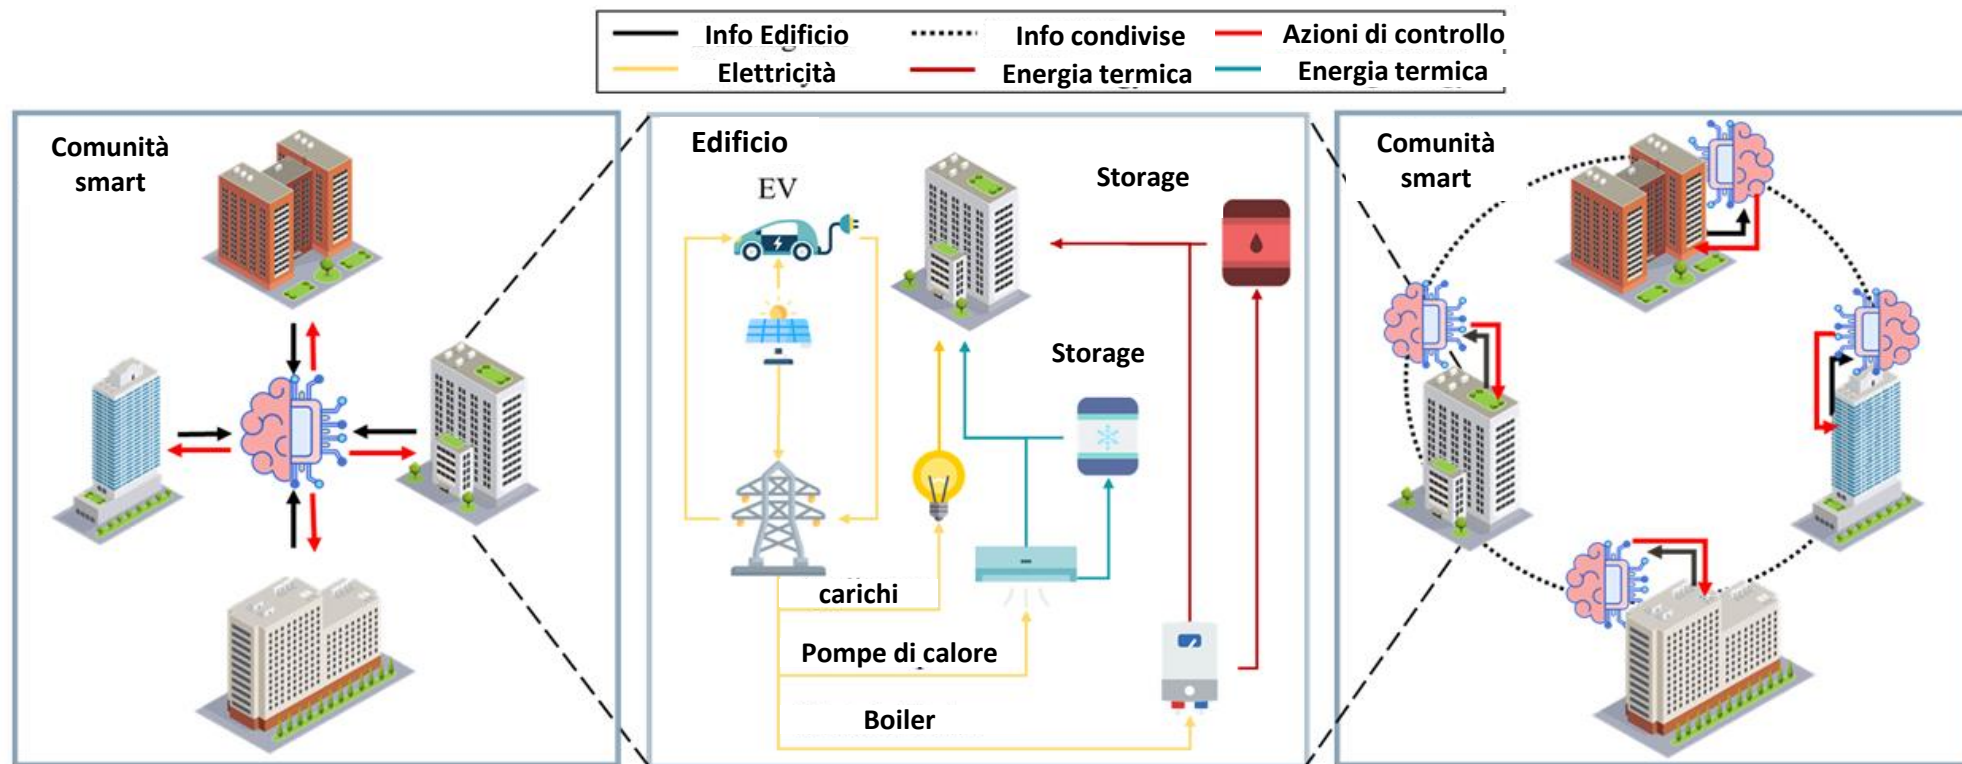 Info Edificio
Info condivise
Azioni di controllo
Elettricità
Energia termica
Energia termica
Comunità
smart
Edificio
EV
Storage
Storage
carichi
Pompe di calore
Boiler
Comunità
smart